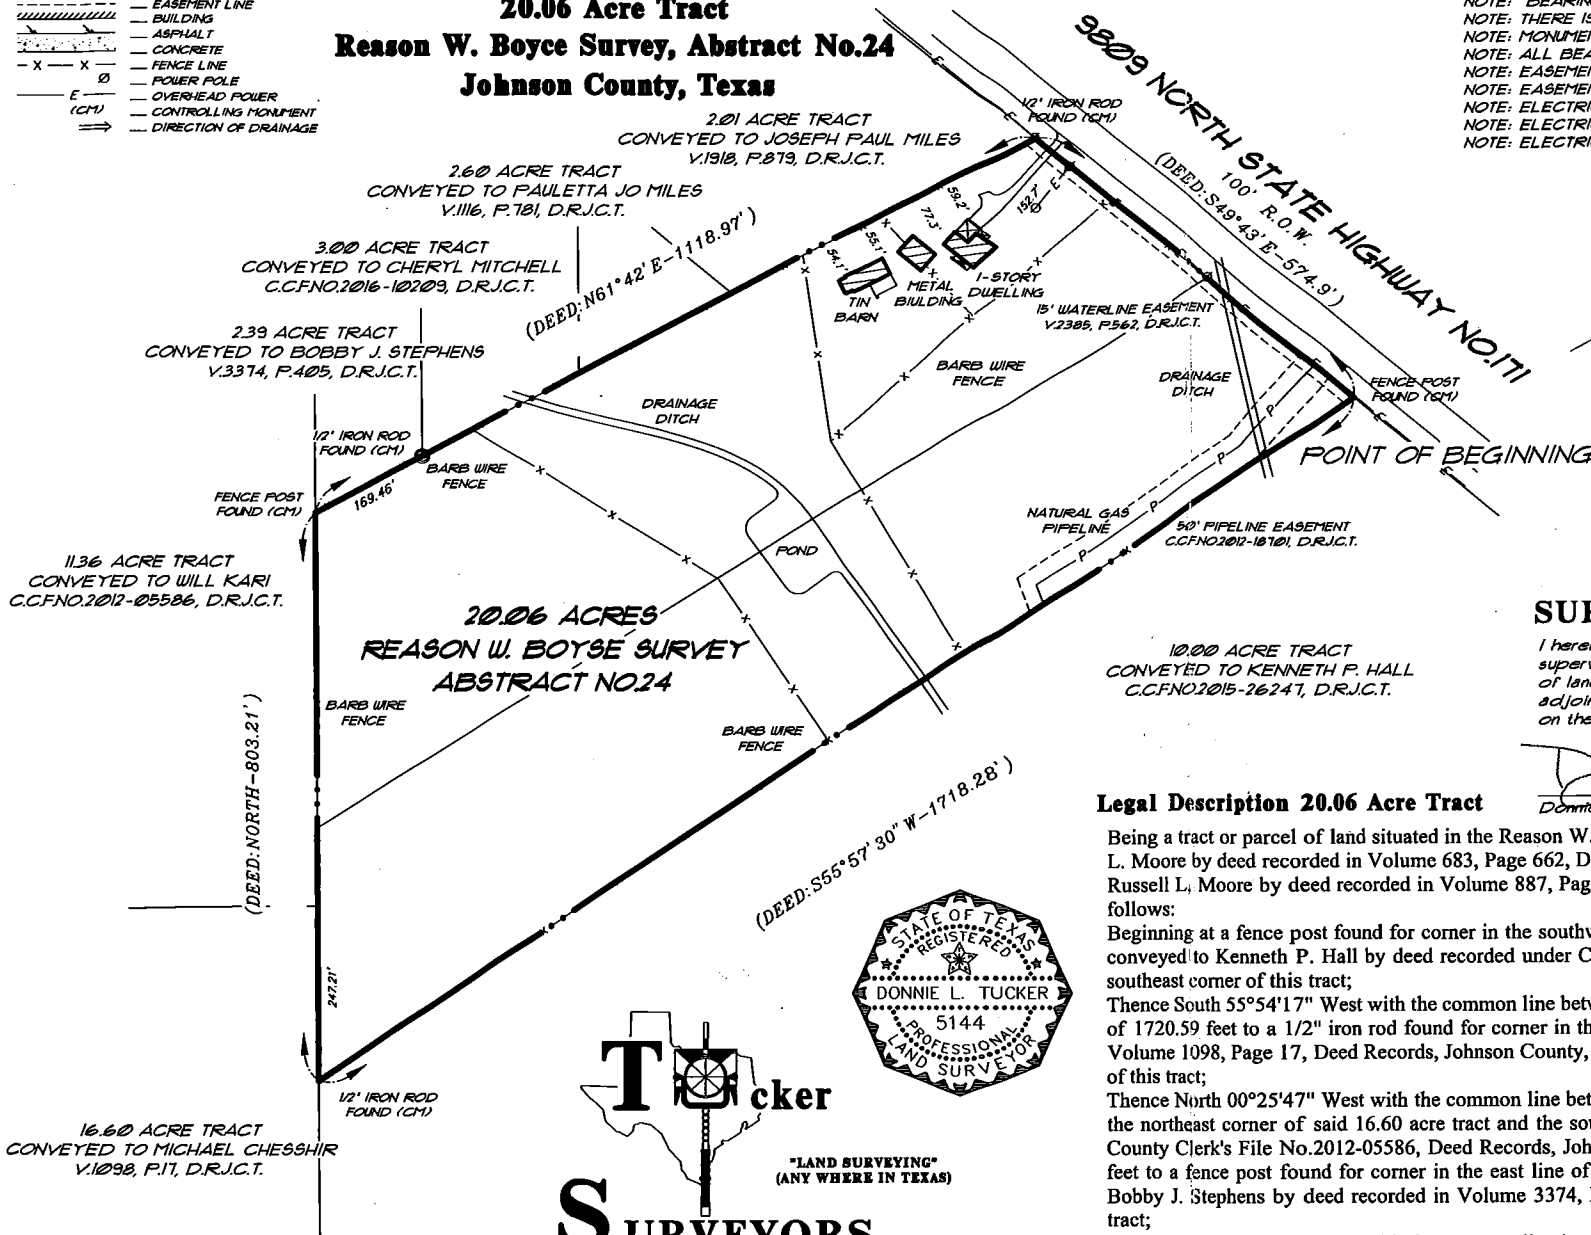 EASEMENT LINE
BUILDING
ASPHALT
CONCRETE
- X — X — FENCE LINE
Ø POWER POLE
E OVERHEAD POWER
(CM) CONTROLLING MONUMENT
DIRECTION OF DRAINAGE
20.06 Acre Tract
Reason W. Boyce Survey, Abstract No.24
Johnson County, Texas
NOTE: BEARIN
NOTE: THERE IS
NOTE: MONUME
NOTE: ALL BEA
NOTE: EASEME
NOTE: EASEME
NOTE: ELECTRI
NOTE: ELECTRI
NOTE: ELECTRI
9809 NORTH STATE HIGHWAY NO.171
(DEED:S49°43' E-574.9')
100' R.O.W.
1/2" IRON ROD
FOUND (CM)
2.01 ACRE TRACT
CONVEYED TO JOSEPH PAUL MILES
V.1918, P.879, D.R.J.C.T.
2.60 ACRE TRACT
CONVEYED TO PAULETTA JO MILES
V.1116, P.781, D.R.J.C.T.
3.00 ACRE TRACT
CONVEYED TO CHERYL MITCHELL
C.C.F.NO.2016-10209, D.R.J.C.T.
2.39 ACRE TRACT
CONVEYED TO BOBBY J. STEPHENS
V.3374, P.405, D.R.J.C.T.
(DEED:N61°42' E-1118.97')
59.2'
77.3'
55.1'
54.1'
152.7'
E
TIN
BARN
METAL
BIULDING
1-STORY
DWELLING
15' WATERLINE EASEMENT
V.2385, P.562, D.R.J.C.T.
BARB WIRE
FENCE
DRAINAGE
DITCH
DRAINAGE
DITCH
FENCE POST
FOUND (CM)
POINT OF BEGINNING
1/2" IRON ROD
FOUND (CM)
BARB WIRE
FENCE
169.46'
FENCE POST
FOUND (CM)
NATURAL GAS
PIPELINE
P
P
P
P
50' PIPELINE EASEMENT
C.C.F.NO.2012-18701, D.R.J.C.T.
POND
11.36 ACRE TRACT
CONVEYED TO WILL KARI
C.C.F.NO.2012-05586, D.R.J.C.T.
20.06 ACRES
REASON W. BOYSE SURVEY
ABSTRACT NO.24
10.00 ACRE TRACT
CONVEYED TO KENNETH P. HALL
C.C.F.NO.2015-26247, D.R.J.C.T.
SU
I here
superv
of lan
adjoin
on the
BARB WIRE
FENCE
BARB WIRE
FENCE
(DEED:NORTH-803.21')
(DEED:S55°57' 30" W-1718.28')
247.21'
1/2" IRON ROD
FOUND (CM)
16.60 ACRE TRACT
CONVEYED TO MICHAEL CHESSHIR
V.1098, P.17, D.R.J.C.T.
STATE OF TEXAS
REGISTERED
DONNIE L. TUCKER
5144
PROFESSIONAL
LAND SURVEYOR
Tucker
"LAND SURVEYING"
(ANY WHERE IN TEXAS)
SURVEYORS
Donni
Legal Description 20.06 Acre Tract
Being a tract or parcel of land situated in the Reason W.
L. Moore by deed recorded in Volume 683, Page 662, D
Russell L. Moore by deed recorded in Volume 887, Pag
follows:
Beginning at a fence post found for corner in the southw
conveyed to Kenneth P. Hall by deed recorded under C
southeast corner of this tract;
Thence South 55°54'17" West with the common line betw
of 1720.59 feet to a 1/2" iron rod found for corner in th
Volume 1098, Page 17, Deed Records, Johnson County,
of this tract;
Thence North 00°25'47" West with the common line bet
the northeast corner of said 16.60 acre tract and the sou
County Clerk's File No.2012-05586, Deed Records, Joh
feet to a fence post found for corner in the east line of
Bobby J. Stephens by deed recorded in Volume 3374,
tract;